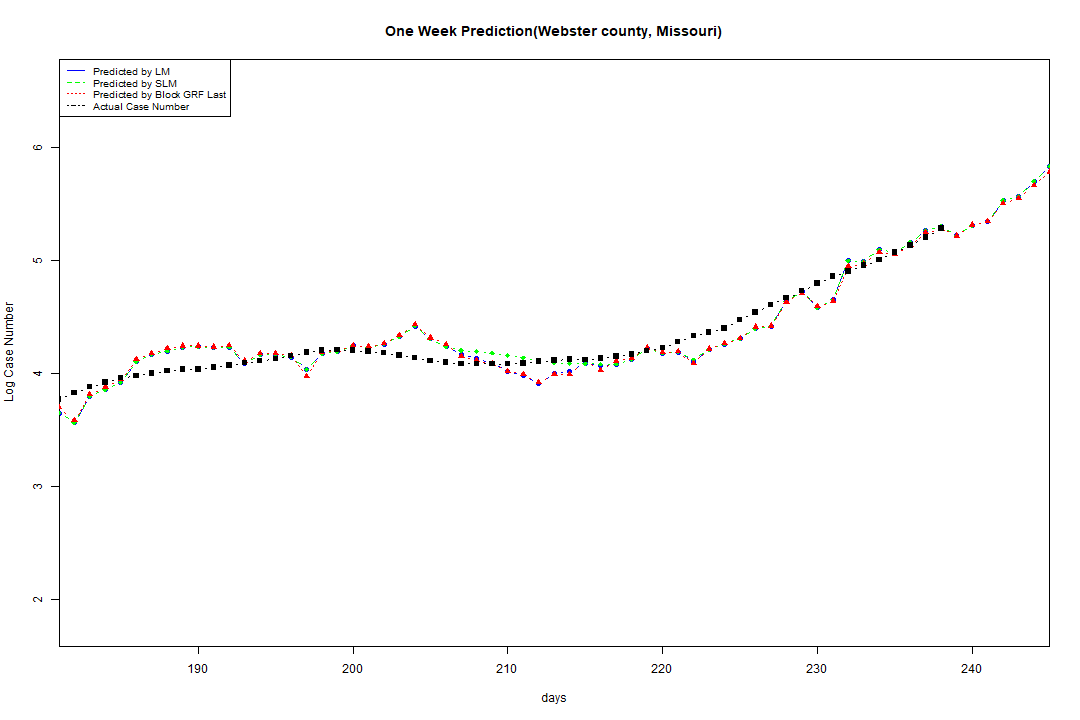 One Week Prediction(Webster county, Missouri)
Predicted by LM
Predicted by SLM
Predicted by Block GRF Last
Actual Case Number
6
5
4
3
2
Log Case Number
190 200 210 220 230 240
days